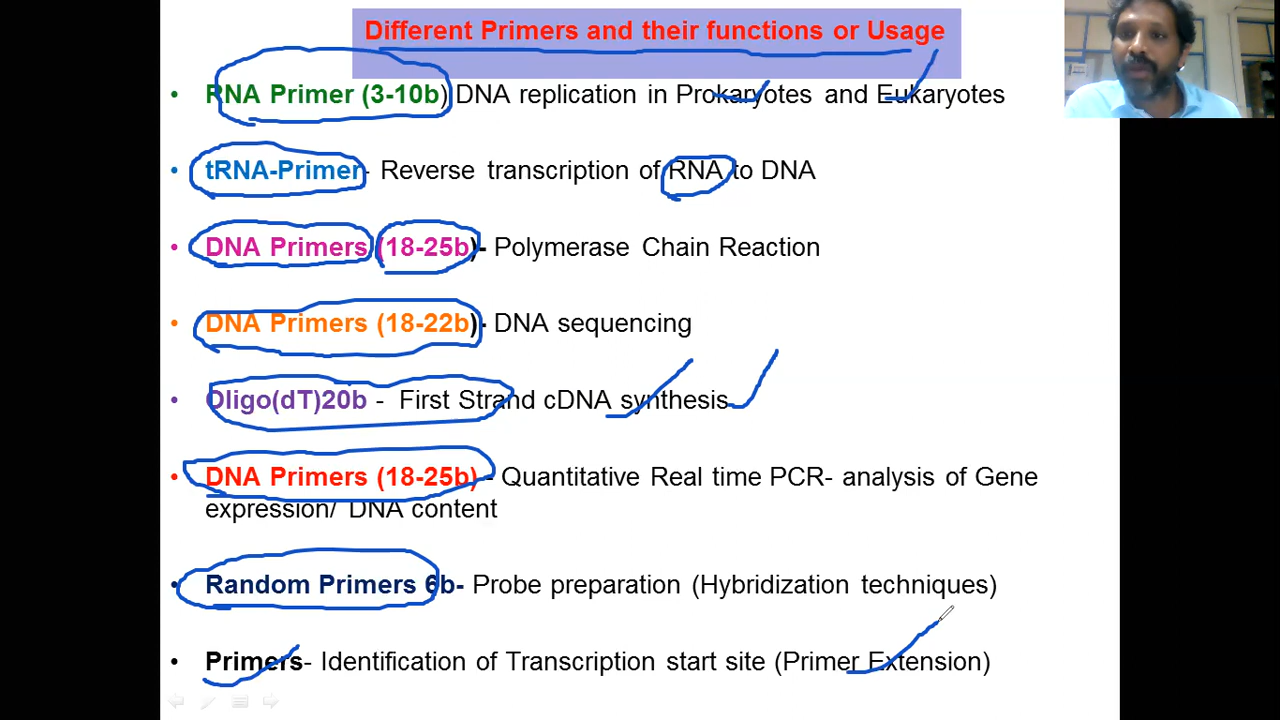 Different Primers and their functions or Usage
• RNA Primer (3-10b) DNA replication in Prokaryotes and Eukaryotes
• tRNA-Primer- Reverse transcription of RNA to DNA
• DNA Primers (18-25b)- Polymerase Chain Reaction
• DNA Primers (18-22b)- DNA sequencing
• Oligo(dT)20b - First Strand cDNA synthesis
• DNA Primers (18-25b) - Quantitative Real time PCR- analysis of Gene
expression/ DNA content
• Random Primers 6b- Probe preparation (Hybridization techniques)
• Primers- Identification of Transcription start site (Primer Extension)